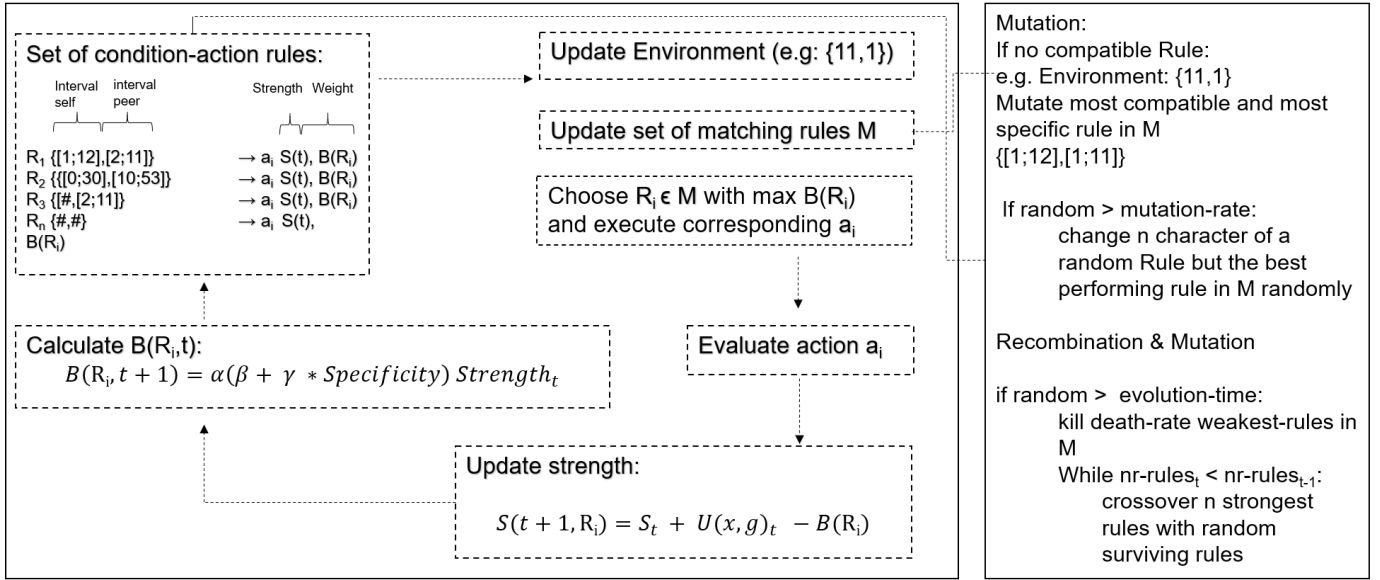 Set of condition-action rules:
Interval self
interval peer
Strength Weight
R₁ {[1;12],[2;11]} → aᵢ S(t), B(Rᵢ)
R₂ {{[0;30],[10;53]} → aᵢ S(t), B(Rᵢ)
R₃ {[#,[2;11]} → aᵢ S(t), B(Rᵢ)
Rₙ {#,#} → aᵢ S(t),
B(Rᵢ)
Update Environment (e.g: {11,1})
Update set of matching rules M
Choose Rᵢ ϵ M with max B(Rᵢ)
and execute corresponding aᵢ
Evaluate action aᵢ
Update strength:
S(t + 1, Rᵢ) = Sₜ + U(x, g)ₜ − B(Rᵢ)
Calculate B(Rᵢ,t):
B(Rᵢ, t + 1) = α(β + γ * Specificity) Strengthₜ
Mutation:
If no compatible Rule:
e.g. Environment: {11,1}
Mutate most compatible and most
specific rule in M
{[1;12],[1;11]}
If random > mutation-rate:
change n character of a
random Rule but the best
performing rule in M randomly
Recombination & Mutation
if random > evolution-time:
kill death-rate weakest-rules in
M
While nr-rulesₜ < nr-rulesₜ₋₁:
crossover n strongest
rules with random
surviving rules